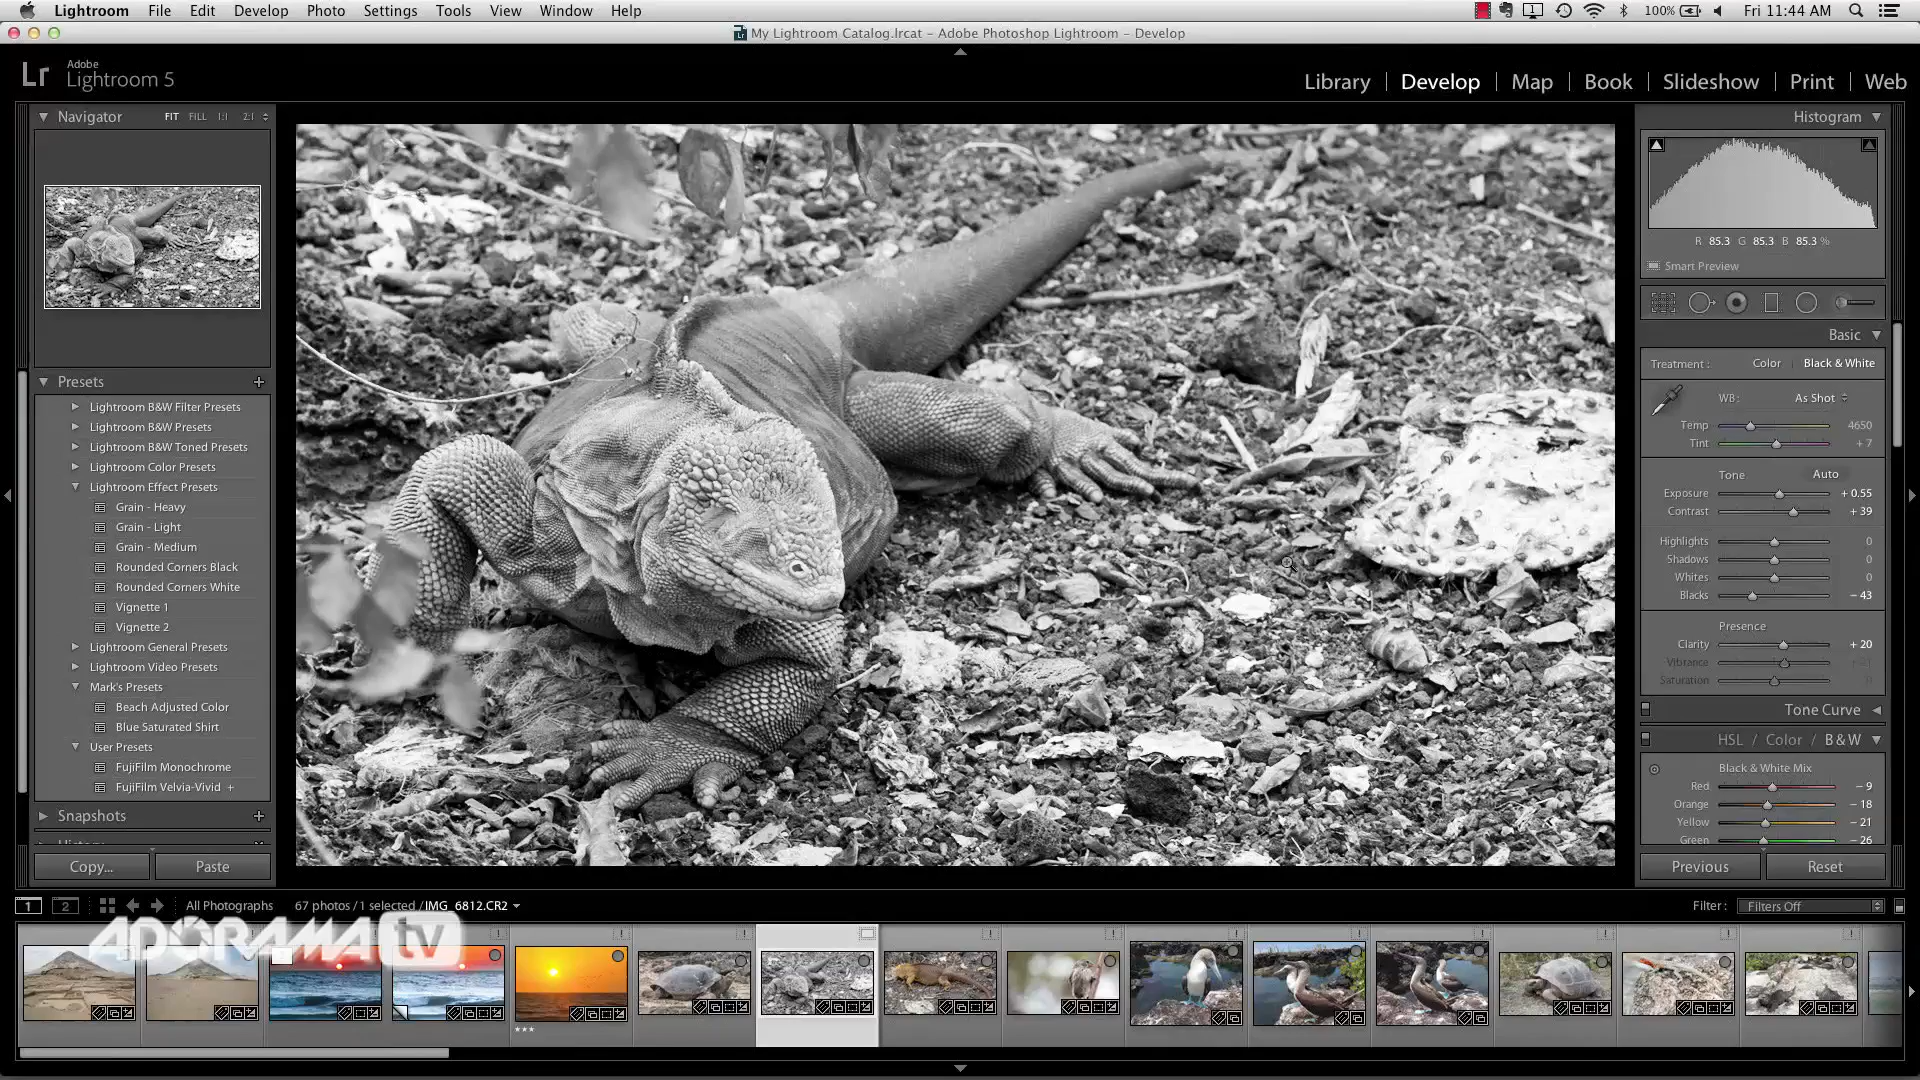 Lightroom File Edit Develop Photo Settings Tools View Window Help 1 100% Fri 11:44 AM
My Lightroom Catalog.lrcat – Adobe Photoshop Lightroom – Develop
Lr Adobe Lightroom 5
Library | Develop | Map | Book | Slideshow | Print | Web
Navigator FIT FILL 1:1 2:1
Presets +
Lightroom B&W Filter Presets
Lightroom B&W Presets
Lightroom B&W Toned Presets
Lightroom Color Presets
Lightroom Effect Presets
Grain - Heavy
Grain - Light
Grain - Medium
Rounded Corners Black
Rounded Corners White
Vignette 1
Vignette 2
Lightroom General Presets
Lightroom Video Presets
Mark's Presets
Beach Adjusted Color
Blue Saturated Shirt
User Presets
FujiFilm Monochrome
FujiFilm Velvia-Vivid +
Snapshots +
Copy... Paste
Histogram
R 85.3 G 85.3 B 85.3 %
Smart Preview
Basic
Treatment : Color | Black & White
WB : As Shot
Temp 4650
Tint + 7
Tone Auto
Exposure + 0.55
Contrast + 39
Highlights 0
Shadows 0
Whites 0
Blacks – 43
Presence
Clarity + 20
Vibrance
Saturation
Tone Curve
HSL / Color / B & W
Black & White Mix
Red – 9
Orange – 18
Yellow – 21
Green – 26
Previous Reset
1 2 All Photographs 67 photos / 1 selected / IMG_6812.CR2 Filter : Filters Off
ADORAMA tv